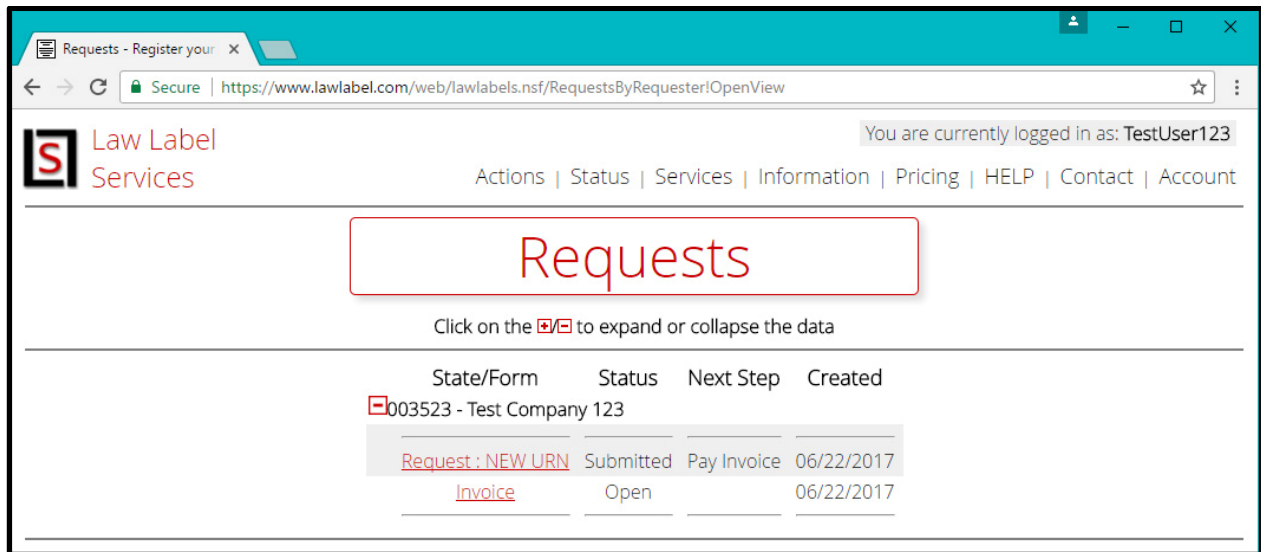 Requests - Register your
Secure | https://www.lawlabel.com/web/lawlabels.nsf/RequestsByRequester!OpenView
LS
Law Label
Services
You are currently logged in as: TestUser123
Actions | Status | Services | Information | Pricing | HELP | Contact | Account
Requests
Click on the +/- to expand or collapse the data
State/Form Status Next Step Created
003523 - Test Company 123
Request : NEW URN Submitted Pay Invoice 06/22/2017
Invoice Open 06/22/2017